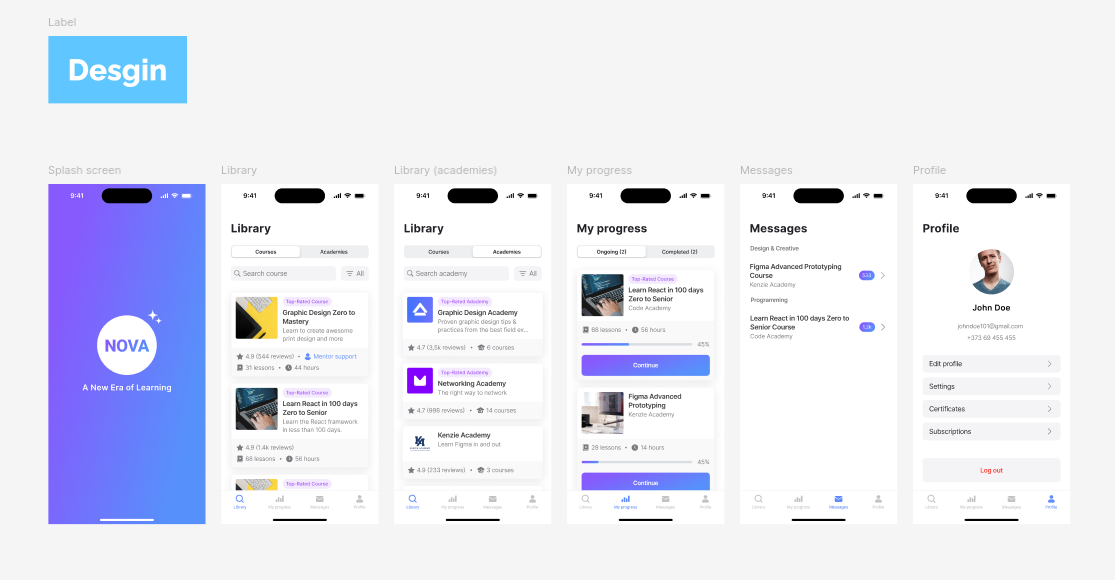 Label
Desgin
Splash screen
9:41
NOVA
A New Era of Learning
Library
9:41
Library
Courses
Academies
Search course
All
Top-Rated Course
Graphic Design Zero to
Mastery
Learn to create awesome
print design and more
4.9 (544 reviews) • Mentor support
31 lessons • 44 hours
Top-Rated Course
Learn React in 100 days
Zero to Senior
Learn the React framework
in less than 100 days.
4.9 (1.4k reviews)
68 lessons • 56 hours
Top-Rated Course
Library
My progress
Messages
Profile
Library (academies)
9:41
Library
Courses
Academies
Search academy
All
Top-Rated Adademy
Graphic Design Academy
Proven graphic design tips &
practices from the best field ex...
4.7 (3,5k reviews) • 6 courses
Top-Rated Adademy
Networking Academy
The right way to network
4.7 (998 reviews) • 14 courses
Kenzie Academy
Learn Figma in and out
4.9 (233 reviews) • 3 courses
Library
My progress
Messages
Profile
My progress
9:41
My progress
Ongoing (2)
Completed (2)
Top-Rated Course
Learn React in 100 days
Zero to Senior
Code Academy
68 lessons • 56 hours
45%
Continue
Figma Advanced
Prototyping
Kenzie Academy
29 lessons • 14 hours
45%
Continue
Library
My progress
Messages
Profile
Messages
9:41
Messages
Design & Creative
Figma Advanced Prototyping
Course
Kenzie Academy
Programming
Learn React in 100 days Zero to
Senior Course
Code Academy
1,2k
Library
My progress
Messages
Profile
Profile
9:41
Profile
John Doe
johndoe101@gmail.com
+373 69 455 455
Edit profile
Settings
Certificates
Subscriptions
Log out
Library
My progress
Messages
Profile